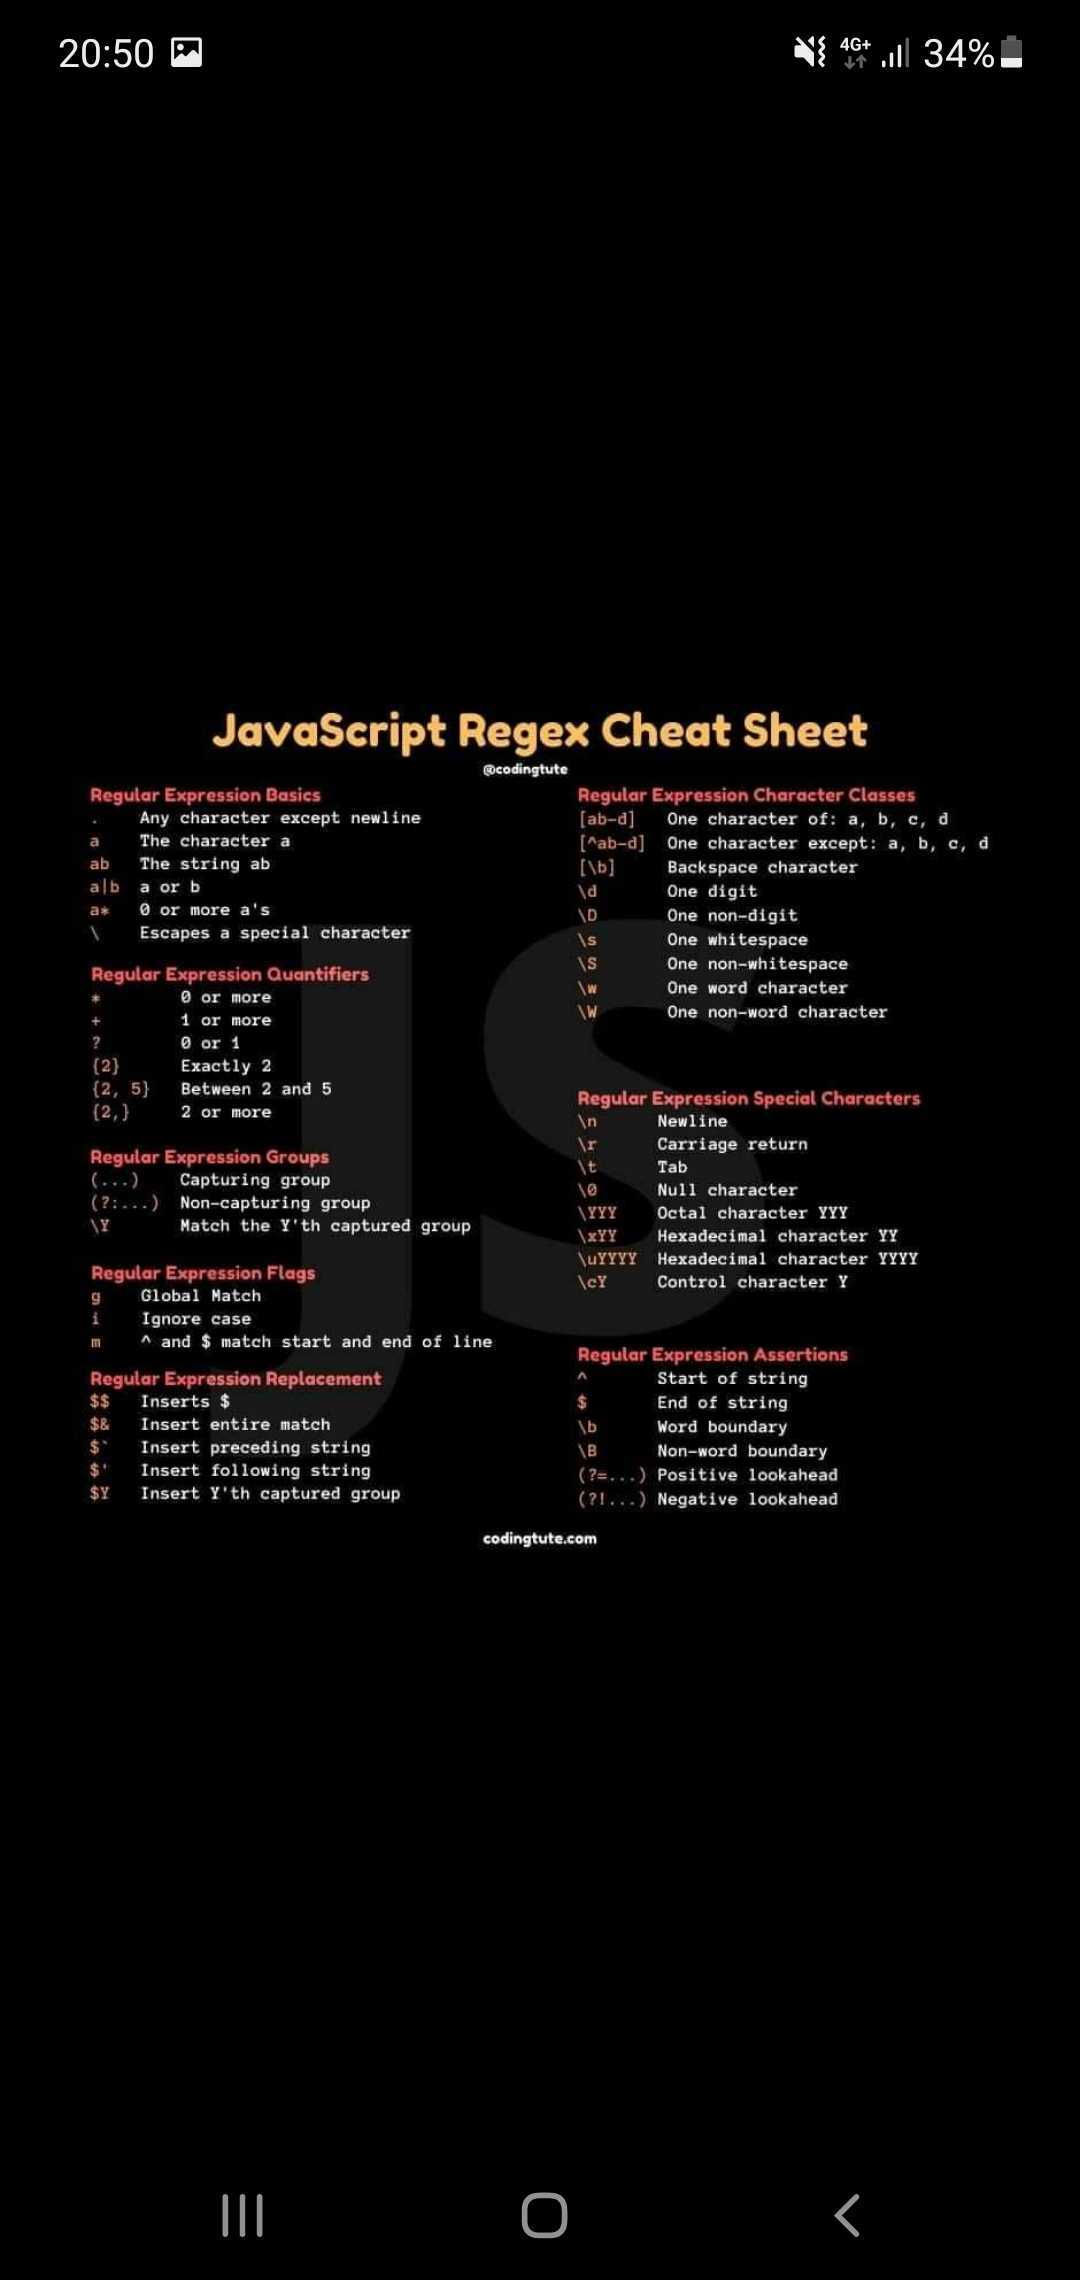 20:50
4G+ 34%
JavaScript Regex Cheat Sheet
@codingtute
Regular Expression Basics
. Any character except newline
a The character a
ab The string ab
a|b a or b
a* 0 or more a's
\ Escapes a special character
Regular Expression Quantifiers
* 0 or more
+ 1 or more
? 0 or 1
{2} Exactly 2
{2, 5} Between 2 and 5
{2,} 2 or more
Regular Expression Groups
(...) Capturing group
(?:...) Non-capturing group
\Y Match the Y'th captured group
Regular Expression Flags
g Global Match
i Ignore case
m ^ and $ match start and end of line
Regular Expression Replacement
$$ Inserts $
$& Insert entire match
$` Insert preceding string
$' Insert following string
$Y Insert Y'th captured group
Regular Expression Character Classes
[ab-d] One character of: a, b, c, d
[^ab-d] One character except: a, b, c, d
[\b] Backspace character
\d One digit
\D One non-digit
\s One whitespace
\S One non-whitespace
\w One word character
\W One non-word character
Regular Expression Special Characters
\n Newline
\r Carriage return
\t Tab
\0 Null character
\YYY Octal character YYY
\xYY Hexadecimal character YY
\uYYYY Hexadecimal character YYYY
\cY Control character Y
Regular Expression Assertions
^ Start of string
$ End of string
\b Word boundary
\B Non-word boundary
(?=...) Positive lookahead
(?!...) Negative lookahead
JS
codingtute.com